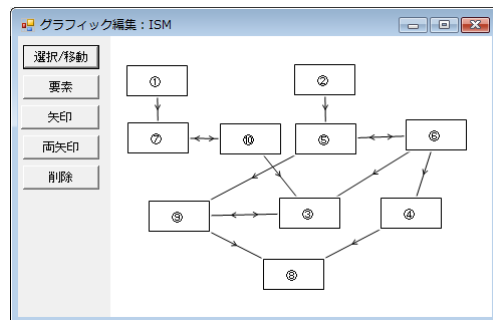 グラフィック編集：ISM
選択/移動
要素
矢印
両矢印
削除
①
②
⑦
⑩
⑤
⑥
⑨
③
④
⑧